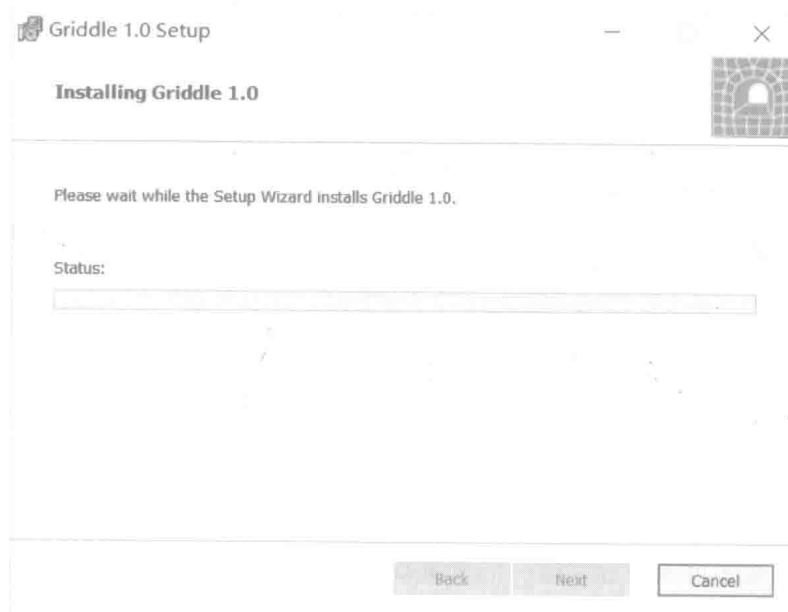 Griddle 1.0 Setup
Installing Griddle 1.0
Please wait while the Setup Wizard installs Griddle 1.0.
Status:
Back
Next
Cancel